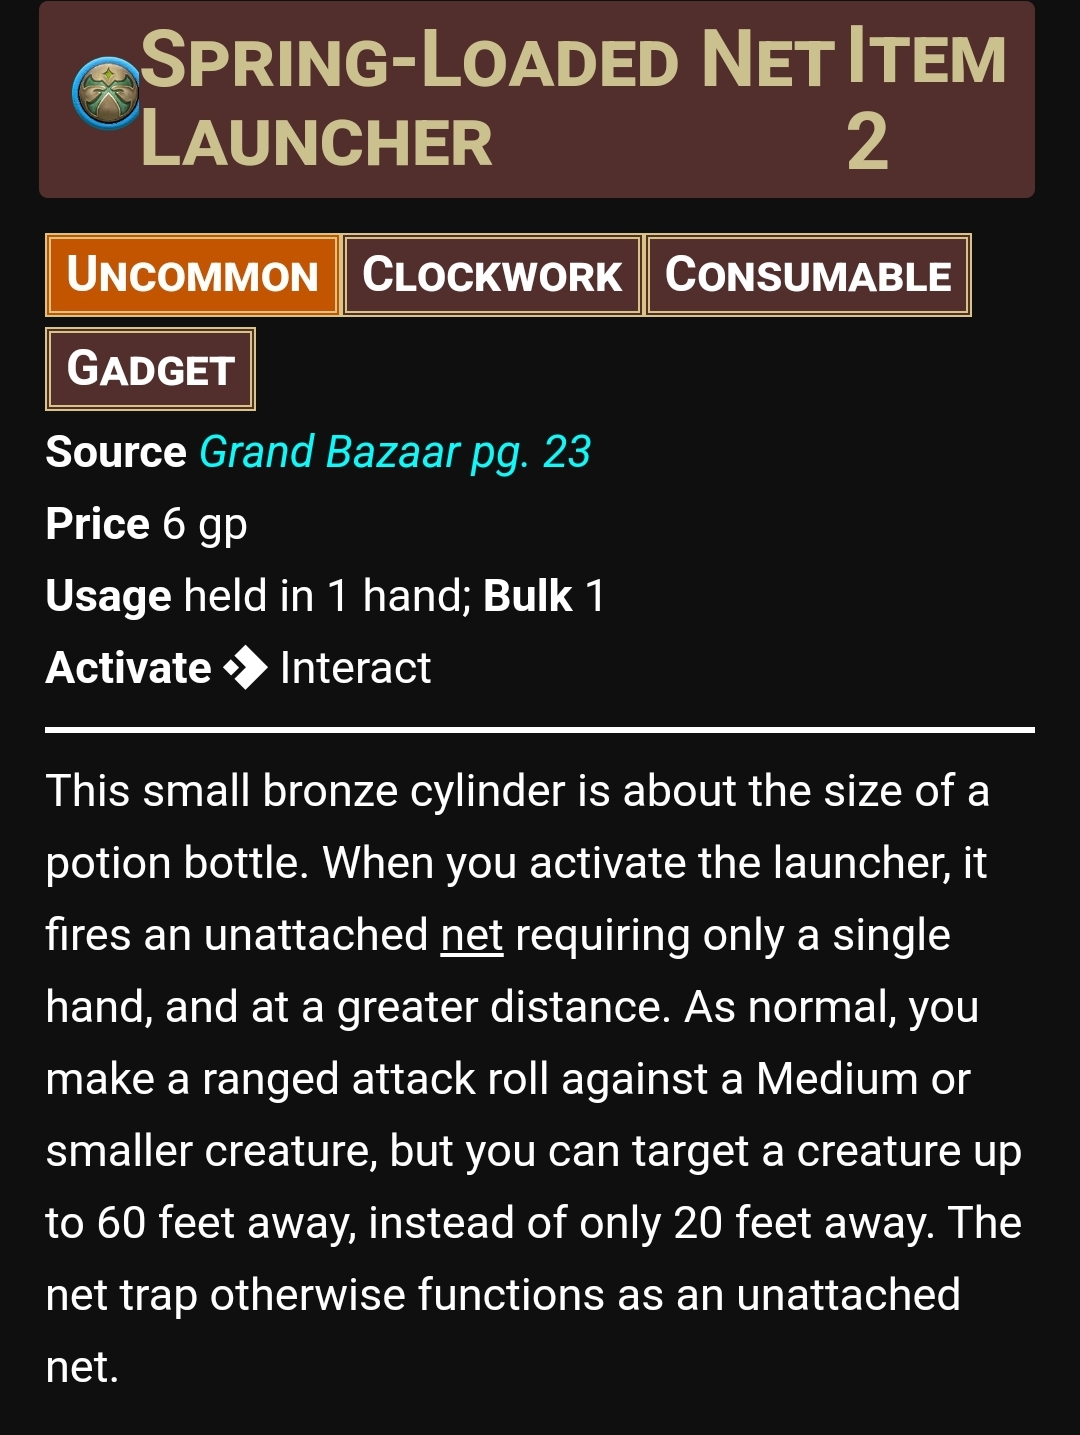 Spring-Loaded Net Item
Launcher 2
Uncommon Clockwork Consumable
Gadget
Source Grand Bazaar pg. 23
Price 6 gp
Usage held in 1 hand; Bulk 1
Activate Interact
This small bronze cylinder is about the size of a
potion bottle. When you activate the launcher, it
fires an unattached net requiring only a single
hand, and at a greater distance. As normal, you
make a ranged attack roll against a Medium or
smaller creature, but you can target a creature up
to 60 feet away, instead of only 20 feet away. The
net trap otherwise functions as an unattached
net.